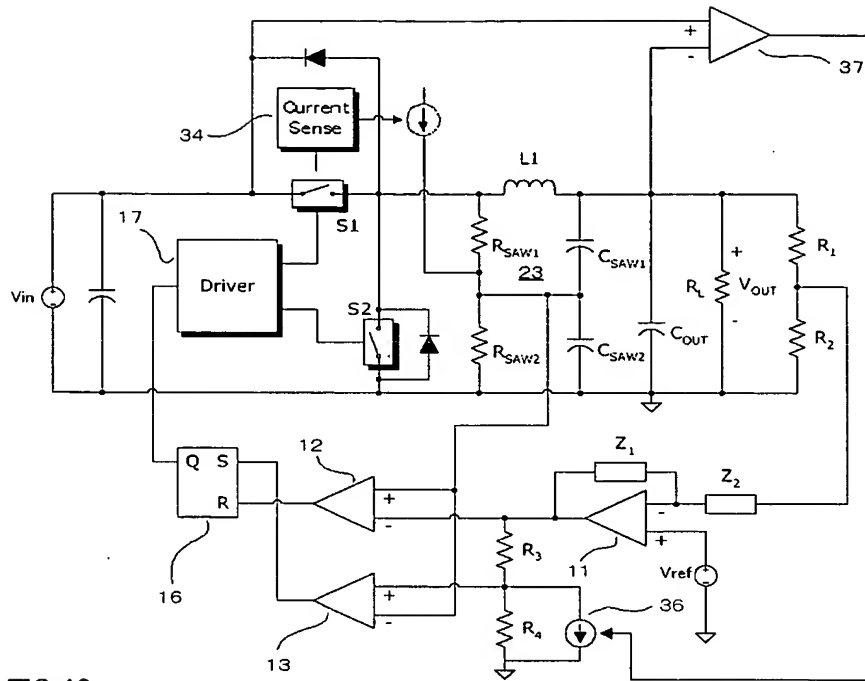 +
-
37
34
Current
Sense
L1
17
S1
R_SAW1
23
C_SAW1
R_1
Vin
Driver
+
V_OUT
-
R_L
S2
R_SAW2
C_SAW2
C_OUT
R_2
Q S
R
12
+
-
Z_1
Z_2
-
+
11
R_3
Vref
16
36
+
-
R_4
13